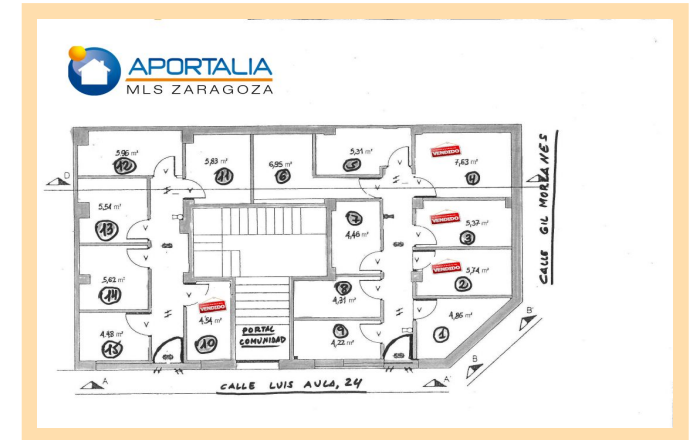 APORTALIA
MLS ZARAGOZA
5,96 m²
12
5,83 m²
11
6,95 m²
6
5,31 m²
5
VENDIDO
7,63 m²
4
D
5,51 m²
13
7
4,46 m²
VENDIDO
5,37 m²
3
CALLE GIL MORLANES
5,62 m²
14
8
4,31 m²
VENDIDO
5,74 m²
2
VENDIDO
4,54 m²
10
4,86 m²
1
4,48 m²
15
PORTAL
COMUNIDAD
9
4,22 m²
B'
B
A
CALLE LUIS AULA, 24
A'